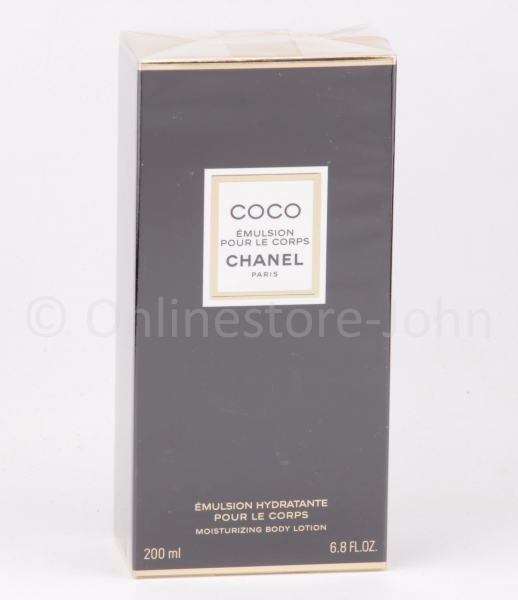 COCO
ÉMULSION
POUR LE CORPS
CHANEL
PARIS
© Onlinestore-John
ÉMULSION HYDRATANTE
POUR LE CORPS
MOISTURIZING BODY LOTION
200 ml 6.8 FL.OZ.